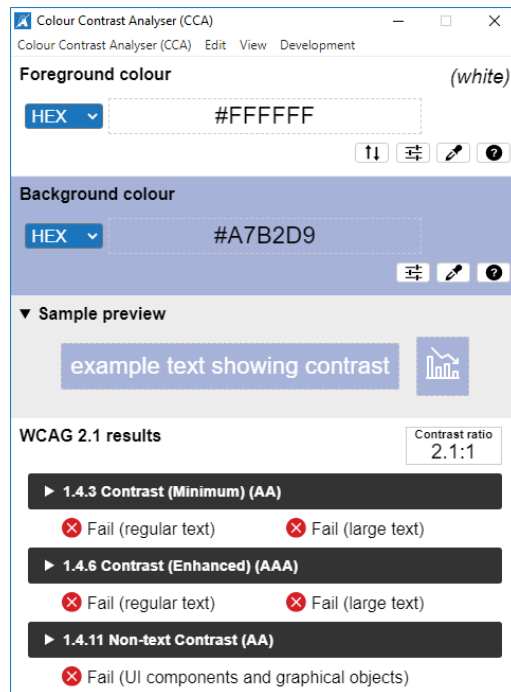 Colour Contrast Analyser (CCA)
Colour Contrast Analyser (CCA) Edit View Development
Foreground colour (white)
HEX #FFFFFF
Background colour
HEX #A7B2D9
▼ Sample preview
example text showing contrast
WCAG 2.1 results Contrast ratio
2.1:1
▶ 1.4.3 Contrast (Minimum) (AA)
Fail (regular text) Fail (large text)
▶ 1.4.6 Contrast (Enhanced) (AAA)
Fail (regular text) Fail (large text)
▶ 1.4.11 Non-text Contrast (AA)
Fail (UI components and graphical objects)